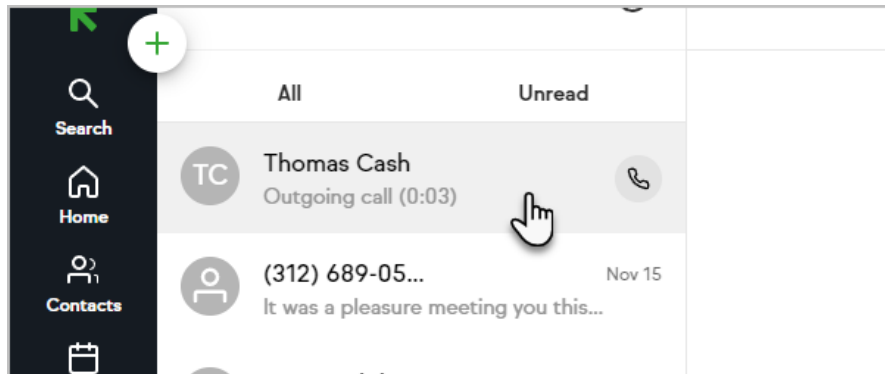 All Unread
Search
Thomas Cash
TC
Outgoing call (0:03)
Home
(312) 689-05... Nov 15
It was a pleasure meeting you this...
Contacts